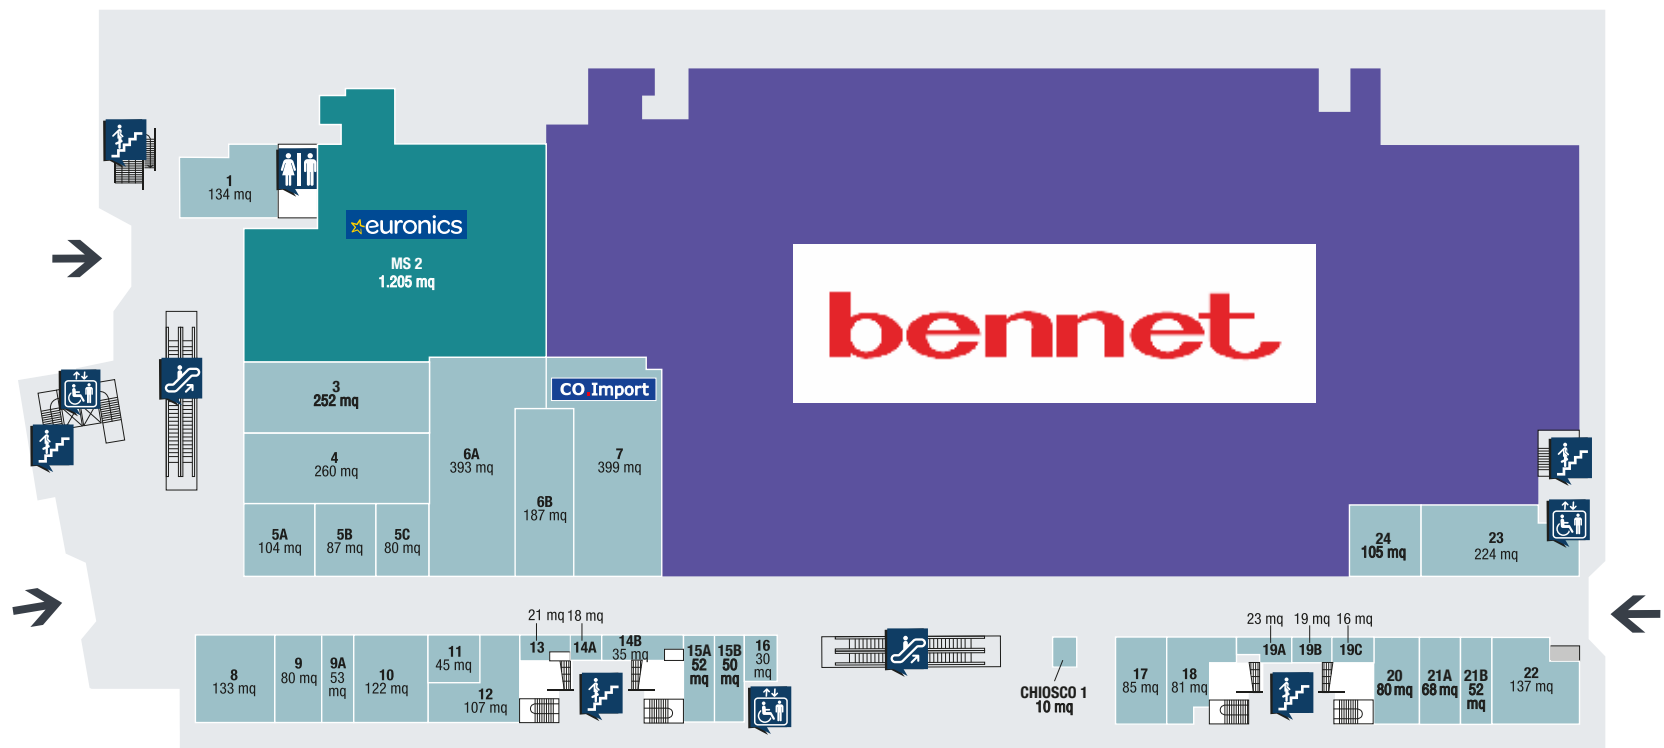 1
134 mq
euronics
MS 2
1.205 mq
bennet
3
252 mq
CO.Import
4
260 mq
6A
393 mq
7
399 mq
6B
187 mq
5A
104 mq
5B
87 mq
5C
80 mq
24
105 mq
23
224 mq
21 mq
18 mq
23 mq
19 mq
16 mq
8
133 mq
9
80 mq
9A
53
mq
10
122 mq
11
45 mq
12
107 mq
13
14A
14B
35 mq
15A
52
mq
15B
50
mq
16
30
mq
CHIOSCO 1
10 mq
17
85 mq
18
81 mq
19A
19B
19C
20
80 mq
21A
68 mq
21B
52
mq
22
137 mq